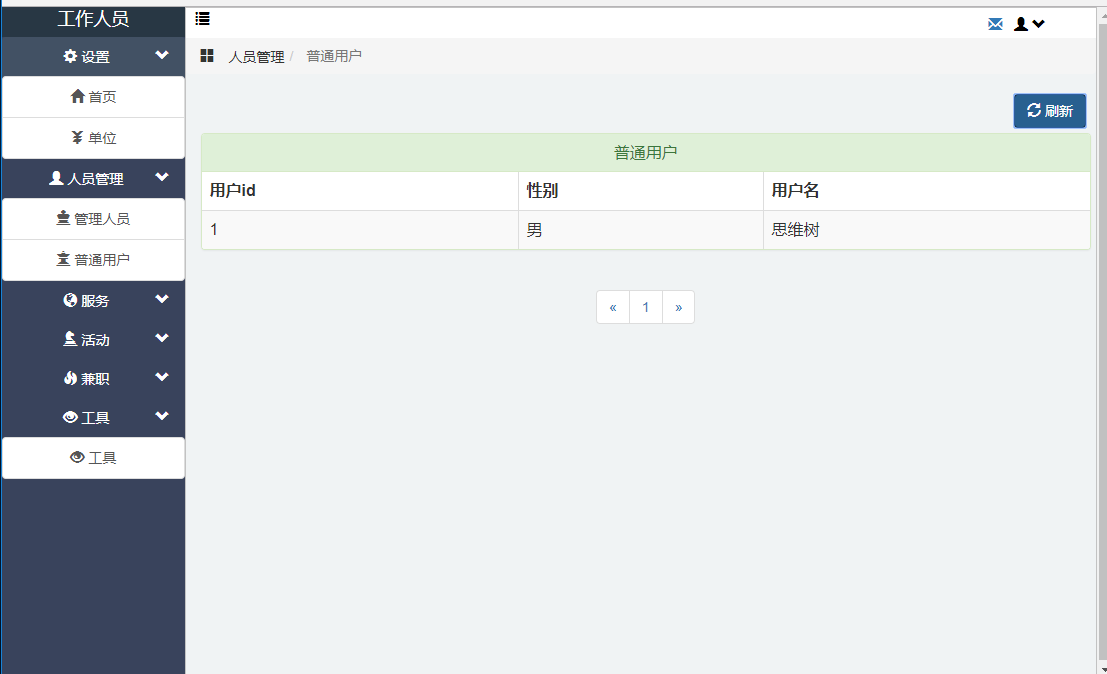 工作人员
设置
首页
单位
人员管理
管理人员
普通用户
服务
活动
兼职
工具
工具
人员管理 / 普通用户
刷新
普通用户
用户id 性别 用户名
1 男 思维树
« 1 »